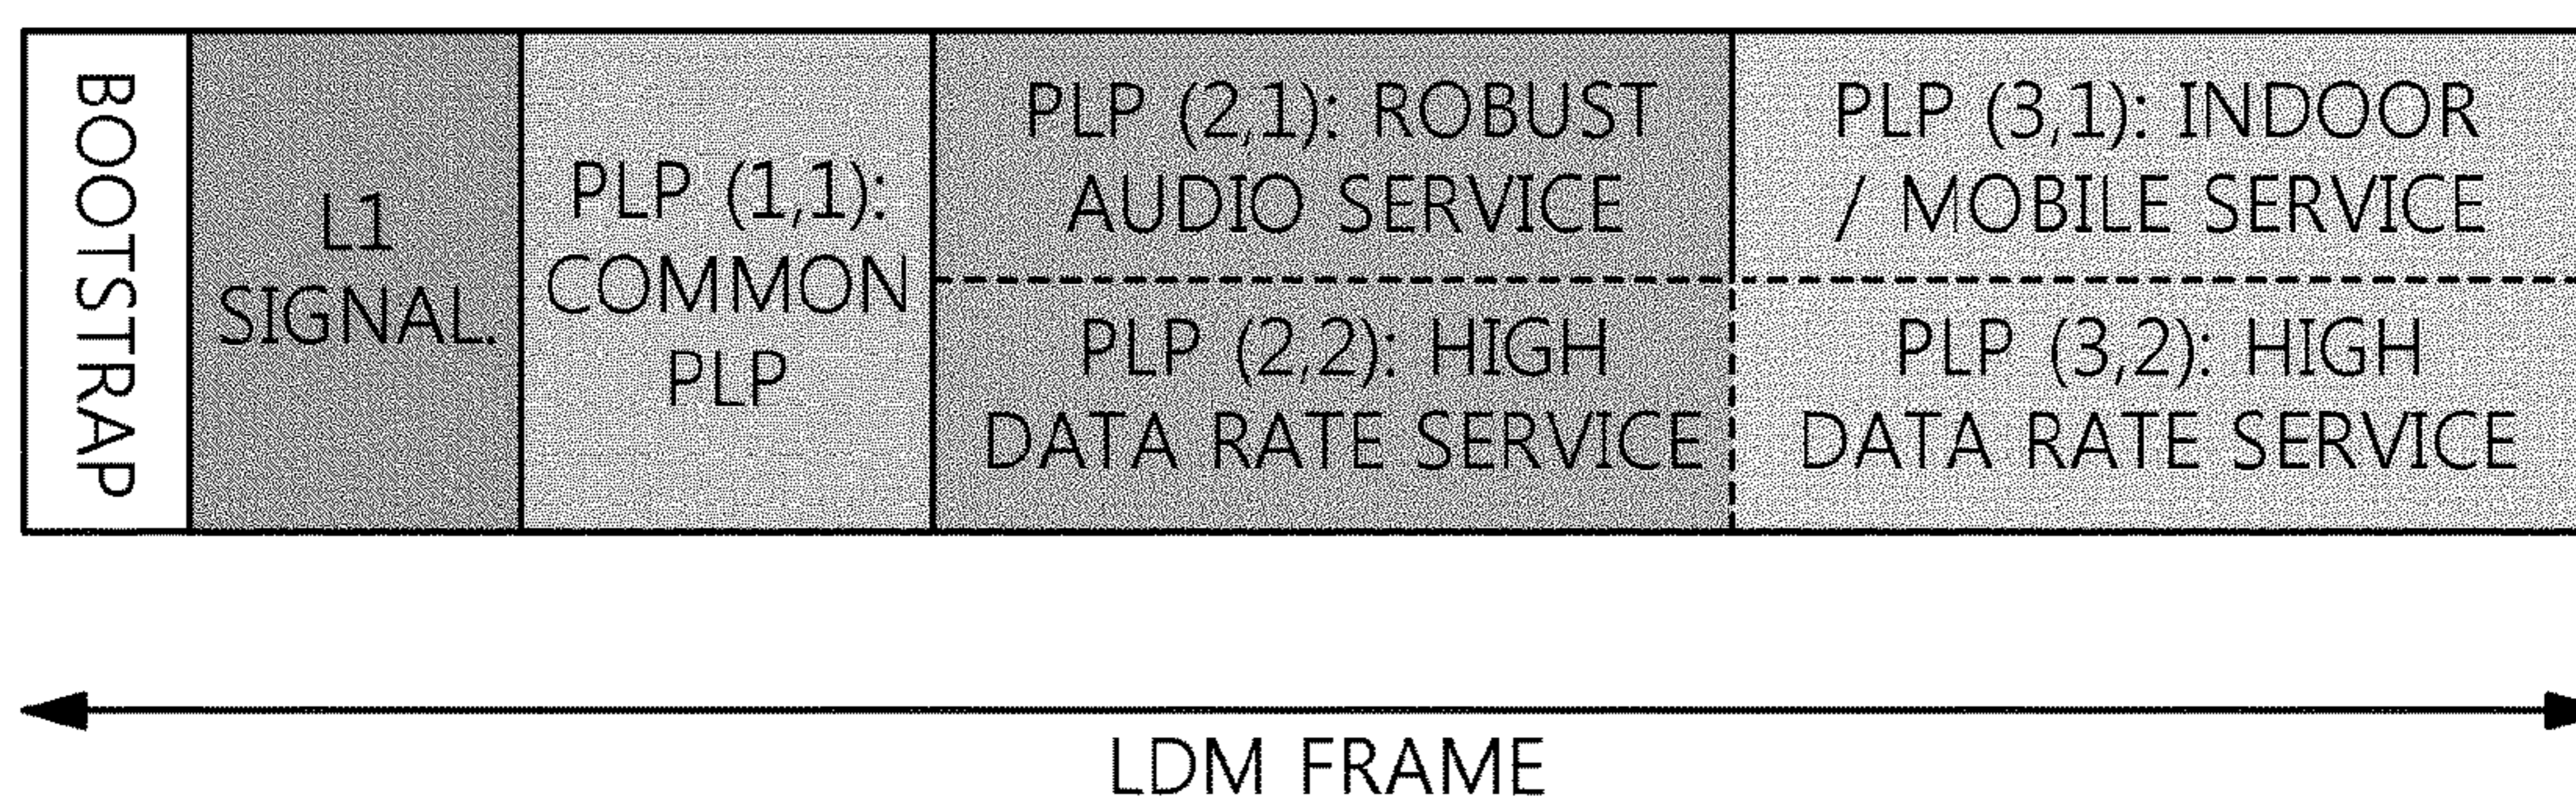 BOOTSTRAP
L1
SIGNAL.
PLP (1,1):
COMMON
PLP
PLP (2,1): ROBUST
AUDIO SERVICE
PLP (2,2): HIGH
DATA RATE SERVICE
PLP (3,1): INDOOR
/ MOBILE SERVICE
PLP (3,2): HIGH
DATA RATE SERVICE
LDM FRAME